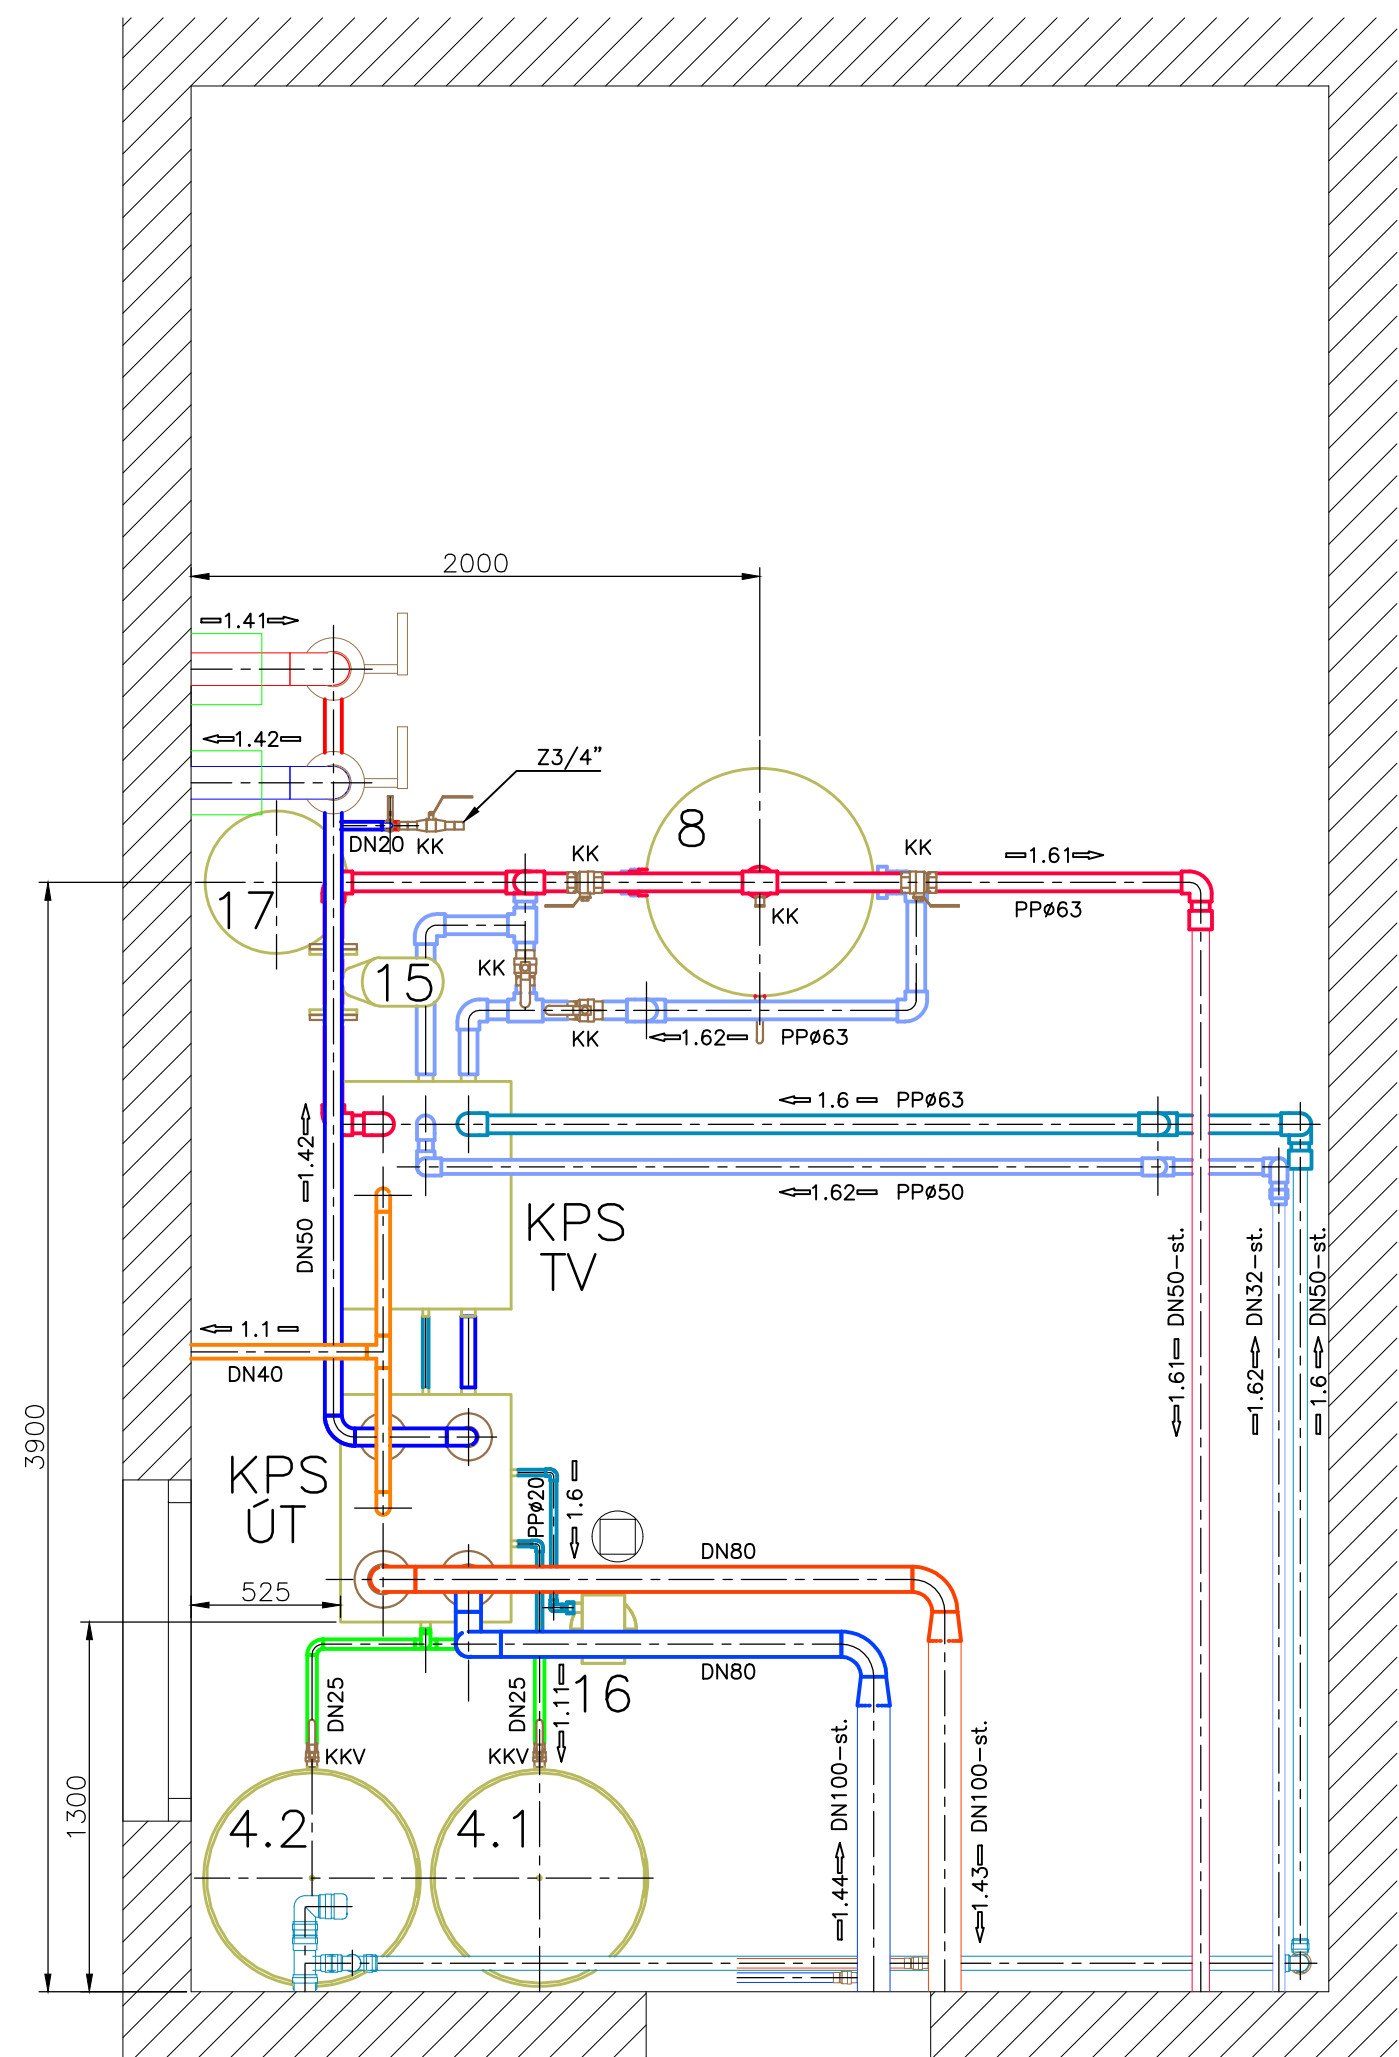 2000
1.41
1.42
Z3/4"
DN20
KK
8
KK
KK
1.61
PPø63
17
KK
KK
15
KK
1.62
PPø63
1.6 PPø63
1.62 PPø50
DN50 1.42
KPS
TV
1.61 DN50-st.
1.62 DN32-st.
1.6 DN50-st.
1.1
DN40
3900
KPS
ÚT
PPø20
1.6
DN80
525
DN80
16
DN25
DN25
1.11
KKV
KKV
1300
4.2
4.1
1.44 DN100-st.
1.43 DN100-st.